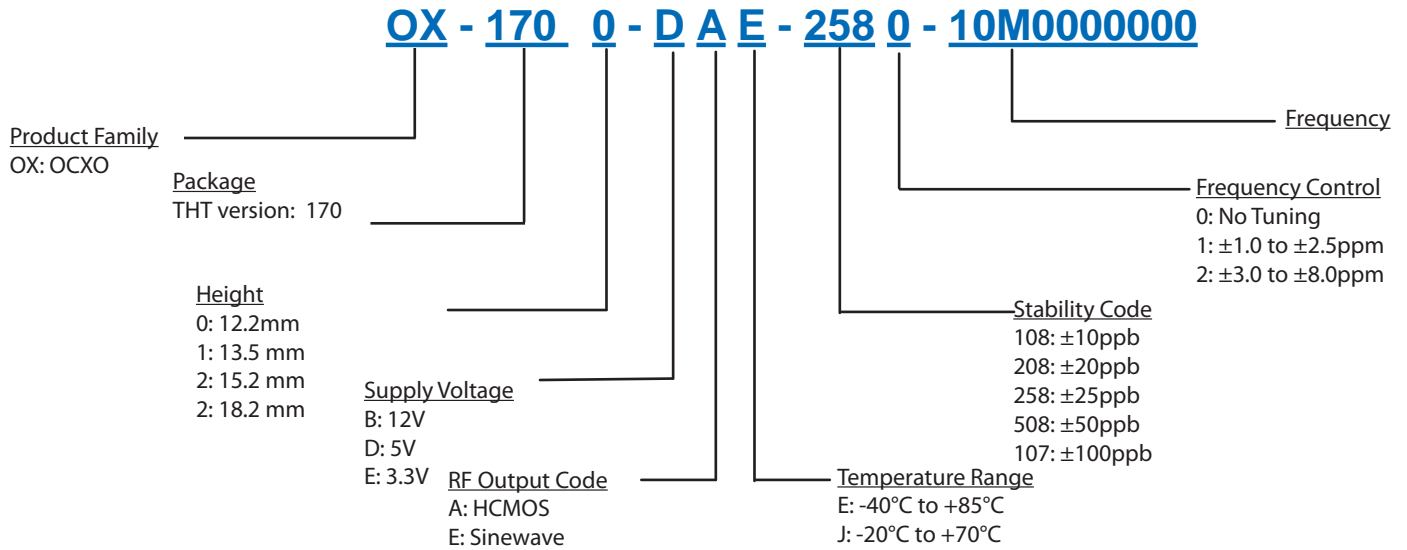 OX - 170 0 - D A E - 258 0 - 10M0000000
Product Family
OX: OCXO
Package
THT version: 170
Height
0: 12.2mm
1: 13.5 mm
2: 15.2 mm
2: 18.2 mm
Supply Voltage
B: 12V
D: 5V
E: 3.3V
RF Output Code
A: HCMOS
E: Sinewave
Temperature Range
E: -40°C to +85°C
J: -20°C to +70°C
Stability Code
108: ±10ppb
208: ±20ppb
258: ±25ppb
508: ±50ppb
107: ±100ppb
Frequency Control
0: No Tuning
1: ±1.0 to ±2.5ppm
2: ±3.0 to ±8.0ppm
Frequency